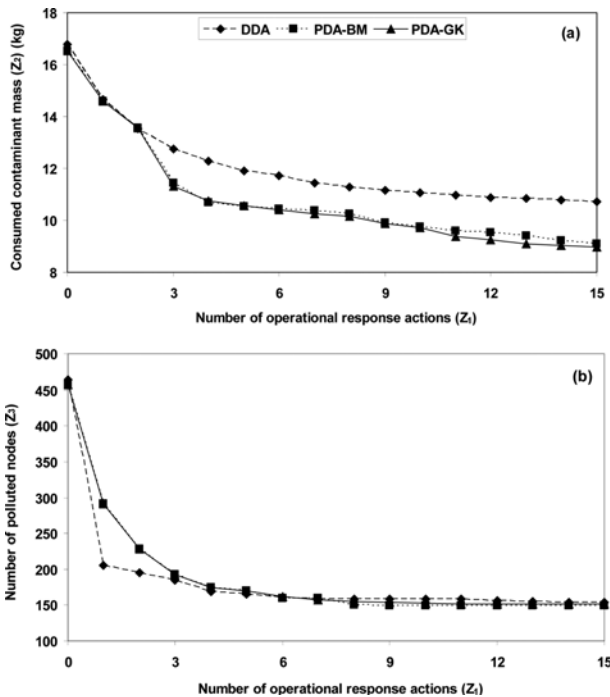 (a)
DDA PDA-BM PDA-GK
Consumed contaminant mass (Z₂) (kg)
18
16
14
12
10
8
0 3 6 9 12 15
Number of operational response actions (Z₁)
(b)
Number of polluted nodes (Z₃)
500
450
400
350
300
250
200
150
100
0 3 6 9 12 15
Number of operational response actions (Z₁)